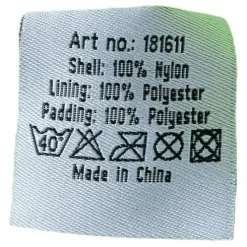 Art no.: 181611
Shell: 100% Nylon
Lining: 100% Polyester
Padding: 100% Polyester
40°
Made in China